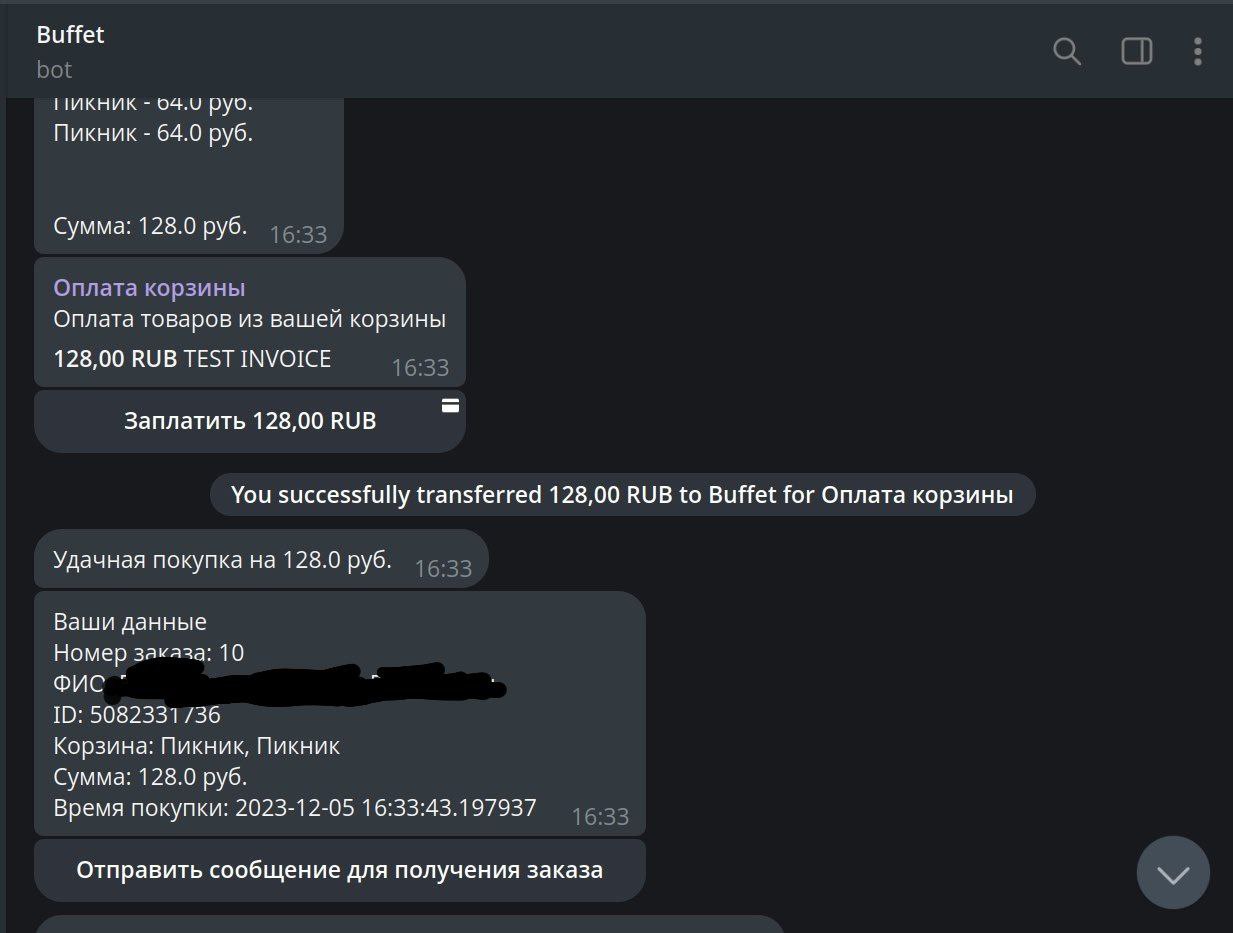 Buffet
bot
Пикник - 64.0 руб.
Пикник - 64.0 руб.
Сумма: 128.0 руб.
16:33
Оплата корзины
Оплата товаров из вашей корзины
128,00 RUB TEST INVOICE
16:33
Заплатить 128,00 RUB
You successfully transferred 128,00 RUB to Buffet for Оплата корзины
Удачная покупка на 128.0 руб.
16:33
Ваши данные
Номер заказа: 10
ФИО
ID: 5082331736
Корзина: Пикник, Пикник
Сумма: 128.0 руб.
Время покупки: 2023-12-05 16:33:43.197937
16:33
Отправить сообщение для получения заказа